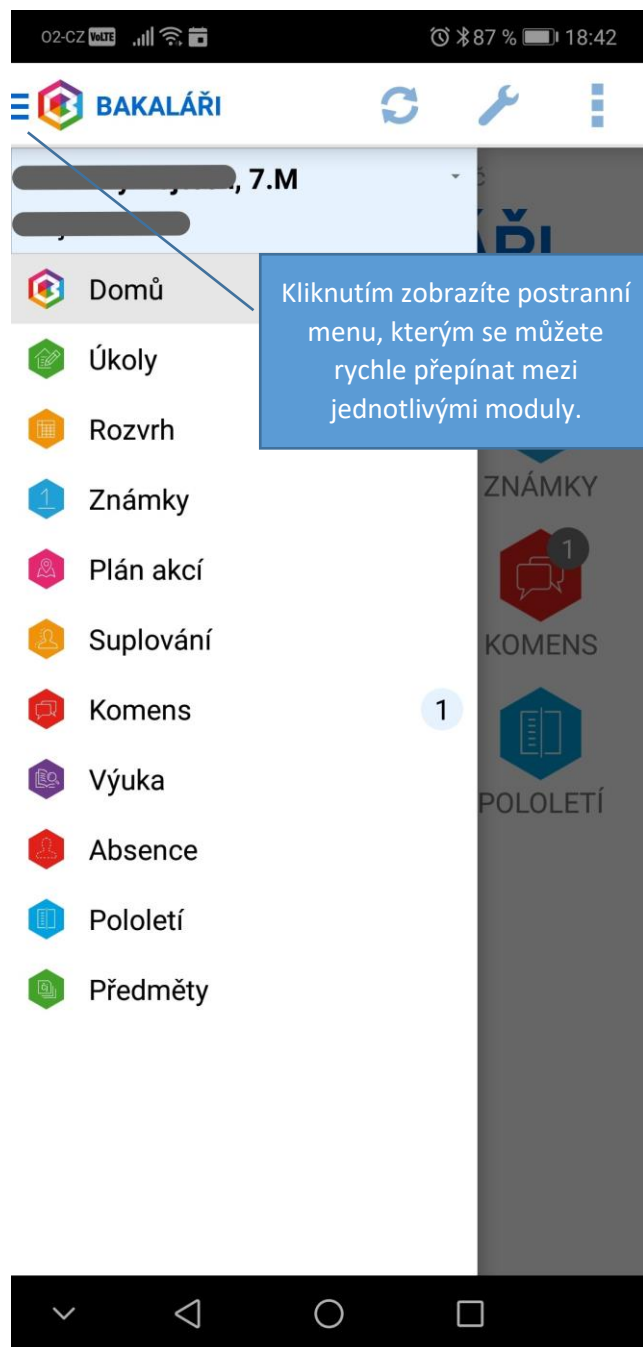 O2-CZ VoLTE 87 % 18:42
BAKALÁŘI
, 7.M
Domů
Kliknutím zobrazíte postranní
menu, kterým se můžete
rychle přepínat mezi
jednotlivými moduly.
Úkoly
Rozvrh
Známky
ZNÁMKY
Plán akcí
1
Suplování
KOMENS
Komens 1
Výuka
POLOLETÍ
Absence
Pololetí
Předměty